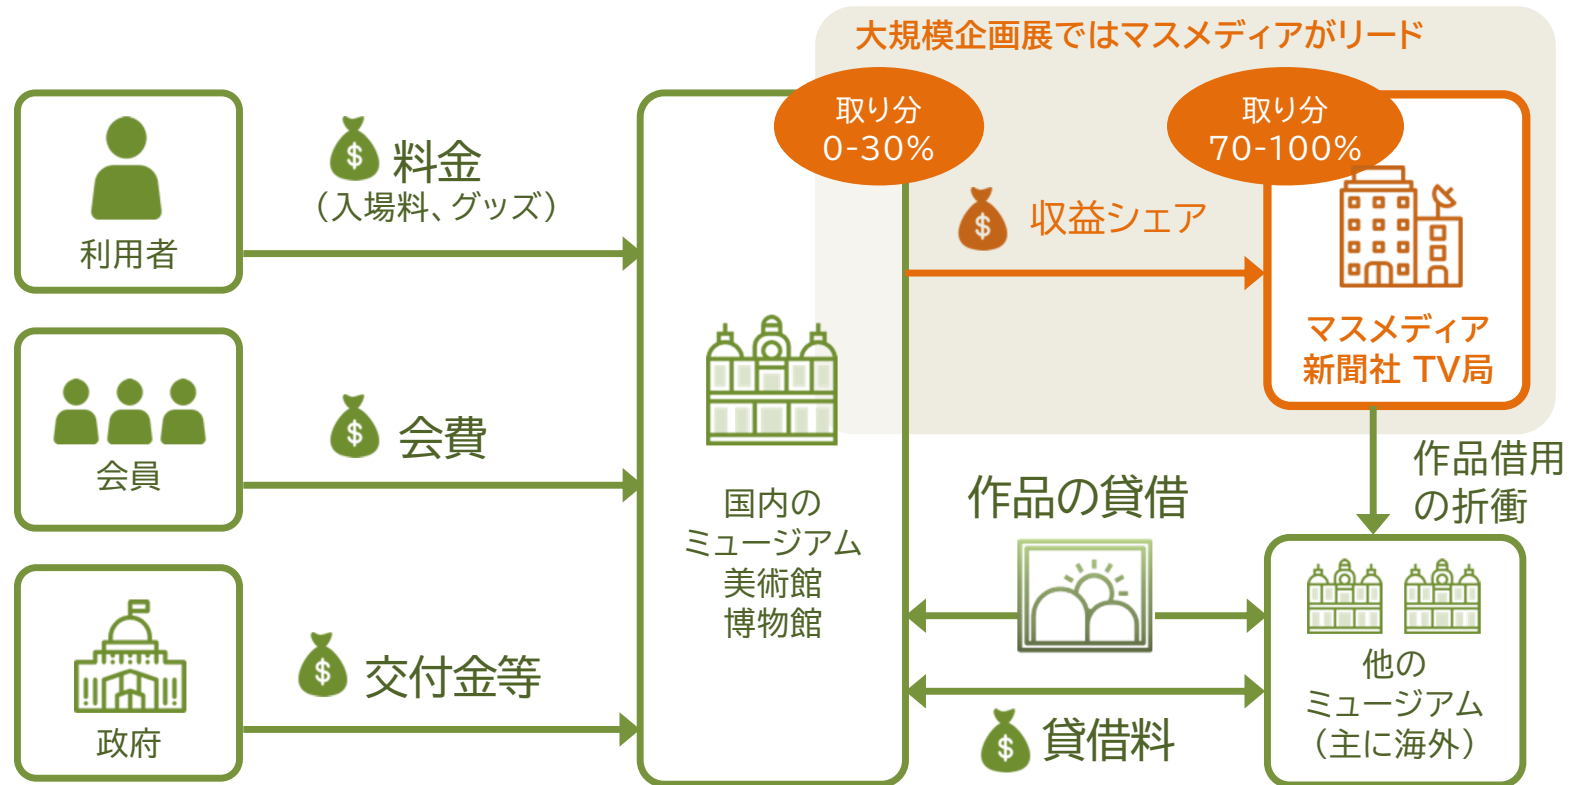 大規模企画展ではマスメディアがリード
取り分
0-30%
取り分
70-100%
利用者
$
料金
（入場料、グッズ）
$
収益シェア
マスメディア
新聞社 TV局
会員
$
会費
国内の
ミュージアム
美術館
博物館
作品の貸借
作品借用
の折衝
政府
$
交付金等
$
貸借料
他の
ミュージアム
（主に海外）